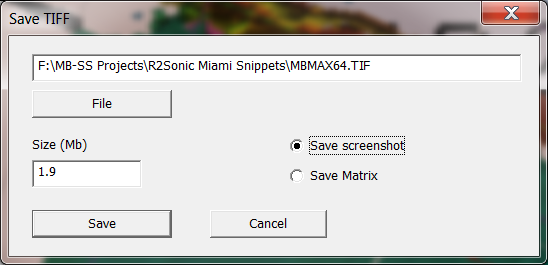 Save TIFF
F:\MB-SS Projects\R2Sonic Miami Snippets\MBMAX64.TIF
File
Size (Mb)
Save screenshot
1.9
Save Matrix
Save
Cancel